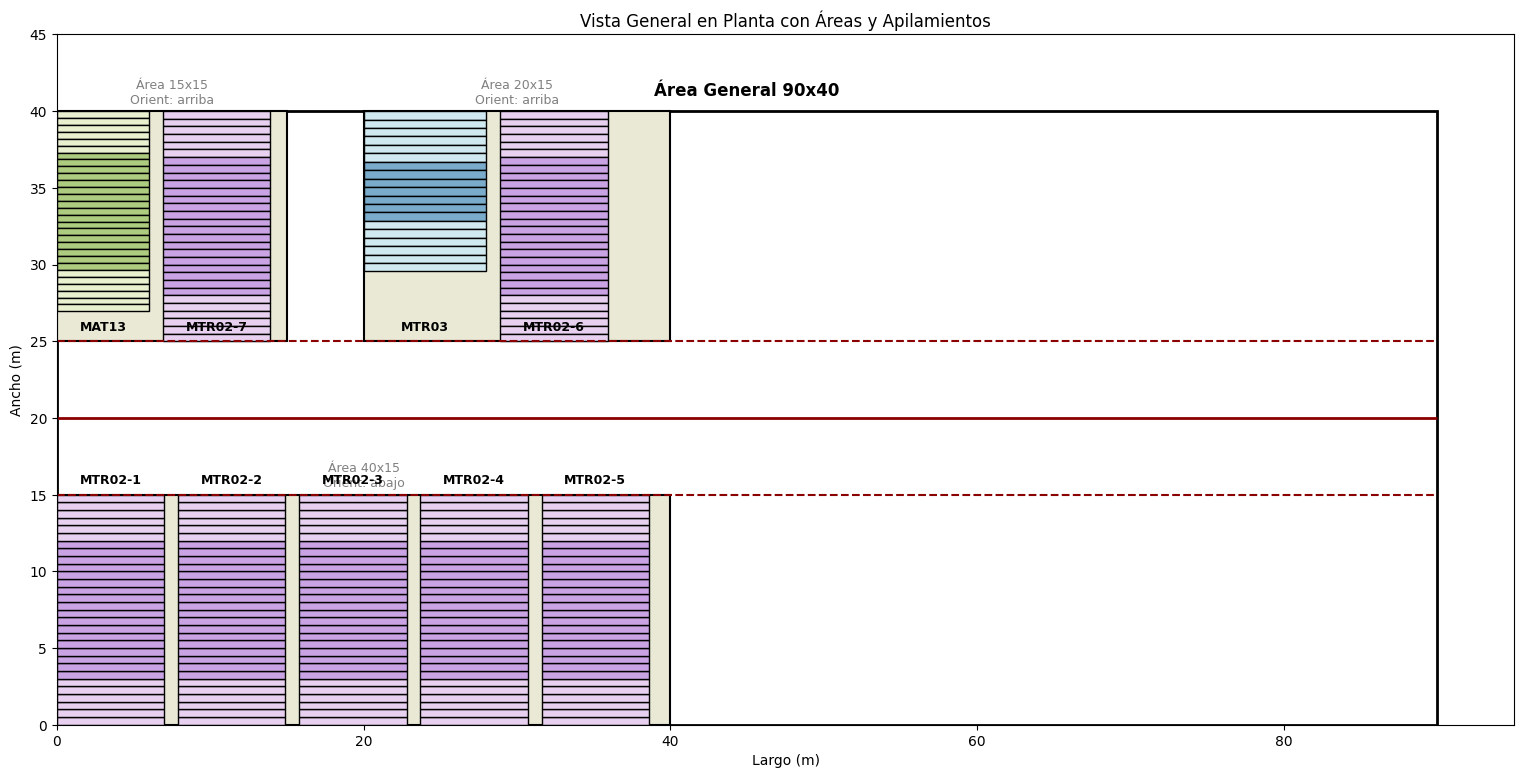 Vista General en Planta con Áreas y Apilamientos
45
Área 15x15
Orient: arriba
Área 20x15
Orient: arriba
Área General 90x40
40
35
30
MAT13
MTR02-7
MTR03
MTR02-6
25
Ancho (m)
20
Área 40x15
Orient: abajo
MTR02-1
MTR02-2
MTR02-3
MTR02-4
MTR02-5
15
10
5
0
0
20
40
60
80
Largo (m)